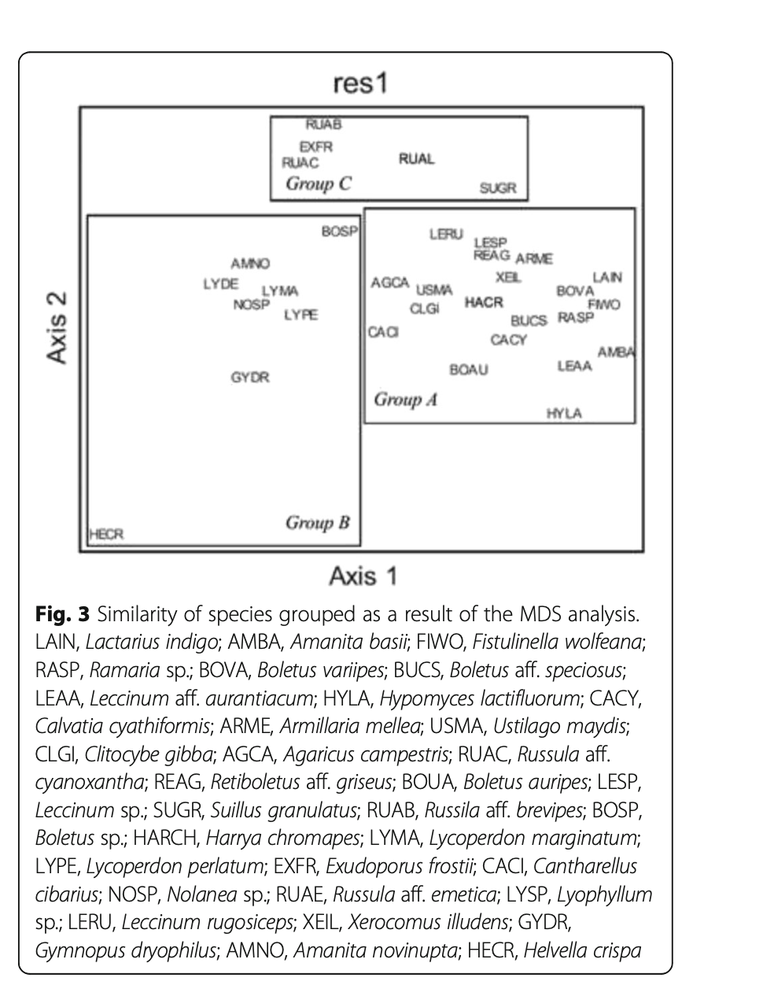 res1
RUAB
EXFR
RUAC
RUAL
Group C
SUGR
BOSP
LERU
LESP
REAG ARME
AMNO
LYDE
LYMA
NOSP
LYPE
AGCA
USMA
XEIL
LAIN
BOVA
CLGI
HACR
FIWO
BUCS
RASP
CACI
CACY
AMBA
BOAU
LEAA
GYDR
Group A
HYLA
Axis 2
Group B
HECR
Axis 1
Fig. 3 Similarity of species grouped as a result of the MDS analysis.
LAIN, Lactarius indigo; AMBA, Amanita basii; FIWO, Fistulinella wolfeana;
RASP, Ramaria sp.; BOVA, Boletus variipes; BUCS, Boletus aff. speciosus;
LEAA, Leccinum aff. aurantiacum; HYLA, Hypomyces lactifluorum; CACY,
Calvatia cyathiformis; ARME, Armillaria mellea; USMA, Ustilago maydis;
CLGI, Clitocybe gibba; AGCA, Agaricus campestris; RUAC, Russula aff.
cyanoxantha; REAG, Retiboletus aff. griseus; BOUA, Boletus auripes; LESP,
Leccinum sp.; SUGR, Suillus granulatus; RUAB, Russila aff. brevipes; BOSP,
Boletus sp.; HARCH, Harrya chromapes; LYMA, Lycoperdon marginatum;
LYPE, Lycoperdon perlatum; EXFR, Exudoporus frostii; CACI, Cantharellus
cibarius; NOSP, Nolanea sp.; RUAE, Russula aff. emetica; LYSP, Lyophyllum
sp.; LERU, Leccinum rugosiceps; XEIL, Xerocomus illudens; GYDR,
Gymnopus dryophilus; AMNO, Amanita novinupta; HECR, Helvella crispa